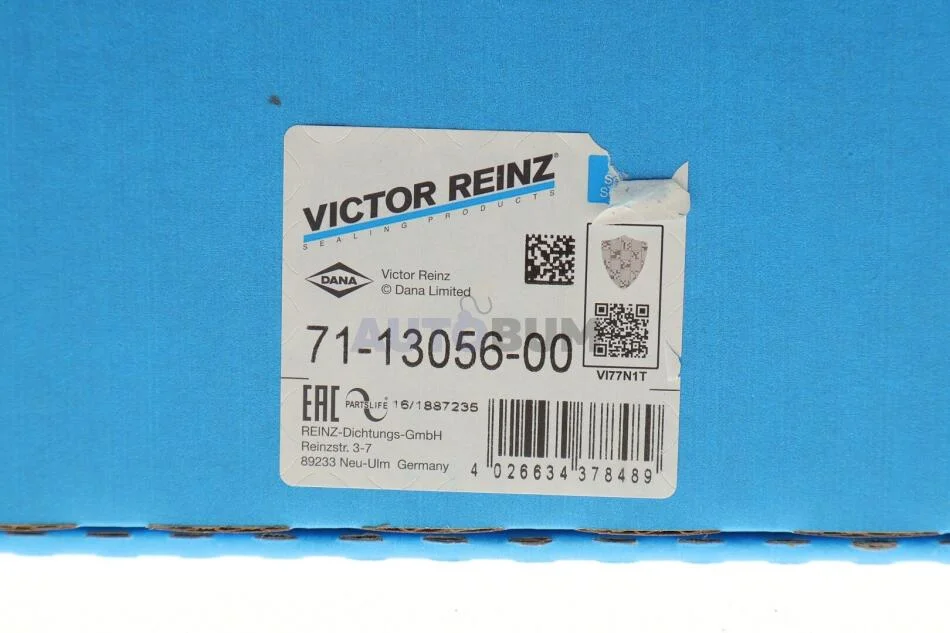 VICTOR REINZ®
SEALING PRODUCTS
S
S
DANA
Victor Reinz
© Dana Limited
AUTOBUM
71-13056-00
VI77N1T
EAC PARTSLIFE 16/1887235
REINZ-Dichtungs-GmbH
Reinzstr. 3-7
89233 Neu-Ulm Germany
4 026634 378489